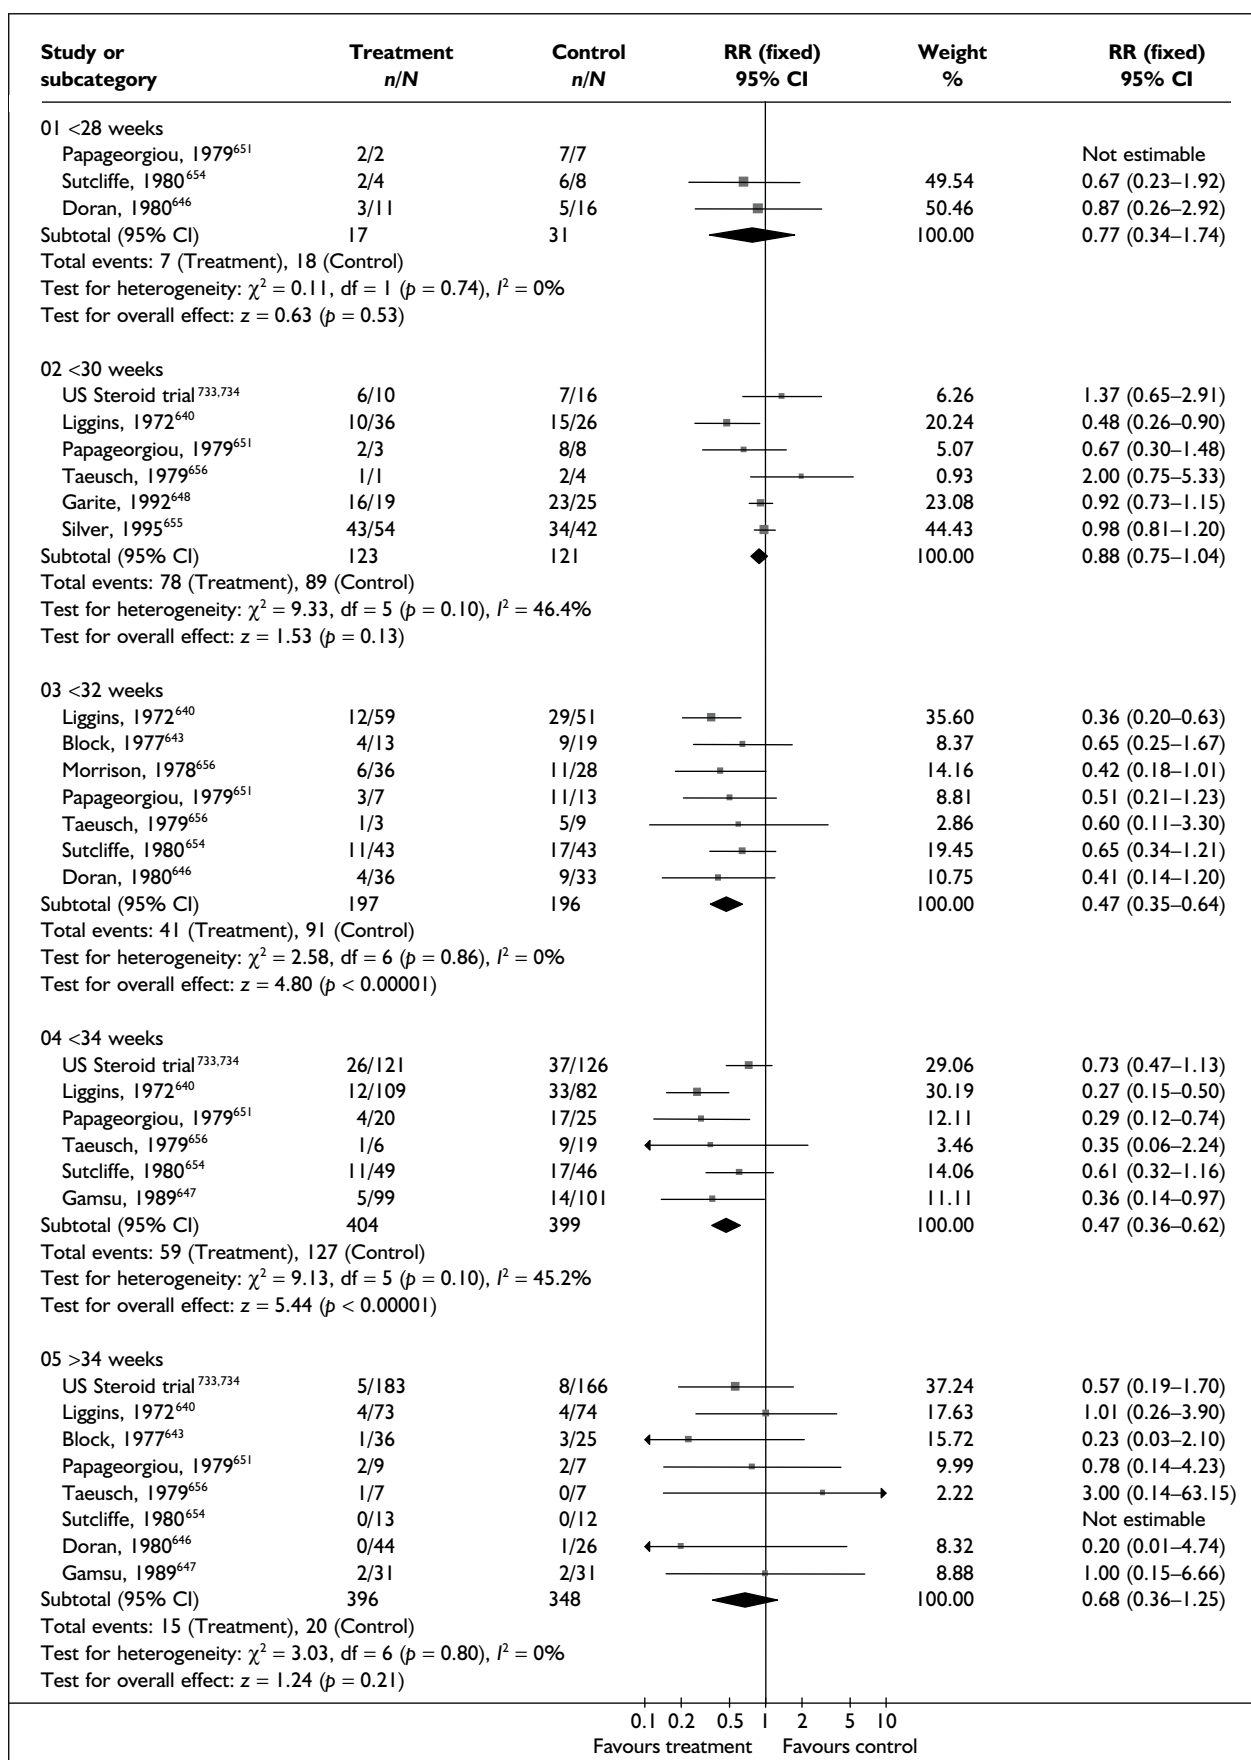 Study or Treatment Control RR (fixed) Weight RR (fixed)
subcategory n/N n/N 95% CI % 95% CI
01 <28 weeks
Papageorgiou, 1979651 2/2 7/7 Not estimable
Sutcliffe, 1980654 2/4 6/8 49.54 0.67 (0.23–1.92)
Doran, 1980646 3/11 5/16 50.46 0.87 (0.26–2.92)
Subtotal (95% CI) 17 31 100.00 0.77 (0.34–1.74)
Total events: 7 (Treatment), 18 (Control)
Test for heterogeneity: χ2 = 0.11, df = 1 (p = 0.74), I2 = 0%
Test for overall effect: z = 0.63 (p = 0.53)
02 <30 weeks
US Steroid trial733,734 6/10 7/16 6.26 1.37 (0.65–2.91)
Liggins, 1972640 10/36 15/26 20.24 0.48 (0.26–0.90)
Papageorgiou, 1979651 2/3 8/8 5.07 0.67 (0.30–1.48)
Taeusch, 1979656 1/1 2/4 0.93 2.00 (0.75–5.33)
Garite, 1992648 16/19 23/25 23.08 0.92 (0.73–1.15)
Silver, 1995655 43/54 34/42 44.43 0.98 (0.81–1.20)
Subtotal (95% CI) 123 121 100.00 0.88 (0.75–1.04)
Total events: 78 (Treatment), 89 (Control)
Test for heterogeneity: χ2 = 9.33, df = 5 (p = 0.10), I2 = 46.4%
Test for overall effect: z = 1.53 (p = 0.13)
03 <32 weeks
Liggins, 1972640 12/59 29/51 35.60 0.36 (0.20–0.63)
Block, 1977643 4/13 9/19 8.37 0.65 (0.25–1.67)
Morrison, 1978656 6/36 11/28 14.16 0.42 (0.18–1.01)
Papageorgiou, 1979651 3/7 11/13 8.81 0.51 (0.21–1.23)
Taeusch, 1979656 1/3 5/9 2.86 0.60 (0.11–3.30)
Sutcliffe, 1980654 11/43 17/43 19.45 0.65 (0.34–1.21)
Doran, 1980646 4/36 9/33 10.75 0.41 (0.14–1.20)
Subtotal (95% CI) 197 196 100.00 0.47 (0.35–0.64)
Total events: 41 (Treatment), 91 (Control)
Test for heterogeneity: χ2 = 2.58, df = 6 (p = 0.86), I2 = 0%
Test for overall effect: z = 4.80 (p < 0.00001)
04 <34 weeks
US Steroid trial733,734 26/121 37/126 29.06 0.73 (0.47–1.13)
Liggins, 1972640 12/109 33/82 30.19 0.27 (0.15–0.50)
Papageorgiou, 1979651 4/20 17/25 12.11 0.29 (0.12–0.74)
Taeusch, 1979656 1/6 9/19 3.46 0.35 (0.06–2.24)
Sutcliffe, 1980654 11/49 17/46 14.06 0.61 (0.32–1.16)
Gamsu, 1989647 5/99 14/101 11.11 0.36 (0.14–0.97)
Subtotal (95% CI) 404 399 100.00 0.47 (0.36–0.62)
Total events: 59 (Treatment), 127 (Control)
Test for heterogeneity: χ2 = 9.13, df = 5 (p = 0.10), I2 = 45.2%
Test for overall effect: z = 5.44 (p < 0.00001)
05 >34 weeks
US Steroid trial733,734 5/183 8/166 37.24 0.57 (0.19–1.70)
Liggins, 1972640 4/73 4/74 17.63 1.01 (0.26–3.90)
Block, 1977643 1/36 3/25 15.72 0.23 (0.03–2.10)
Papageorgiou, 1979651 2/9 2/7 9.99 0.78 (0.14–4.23)
Taeusch, 1979656 1/7 0/7 2.22 3.00 (0.14–63.15)
Sutcliffe, 1980654 0/13 0/12 Not estimable
Doran, 1980646 0/44 1/26 8.32 0.20 (0.01–4.74)
Gamsu, 1989647 2/31 2/31 8.88 1.00 (0.15–6.66)
Subtotal (95% CI) 396 348 100.00 0.68 (0.36–1.25)
Total events: 15 (Treatment), 20 (Control)
Test for heterogeneity: χ2 = 3.03, df = 6 (p = 0.80), I2 = 0%
Test for overall effect: z = 1.24 (p = 0.21)
0.1 0.2 0.5 1 2 5 10
Favours treatment Favours control